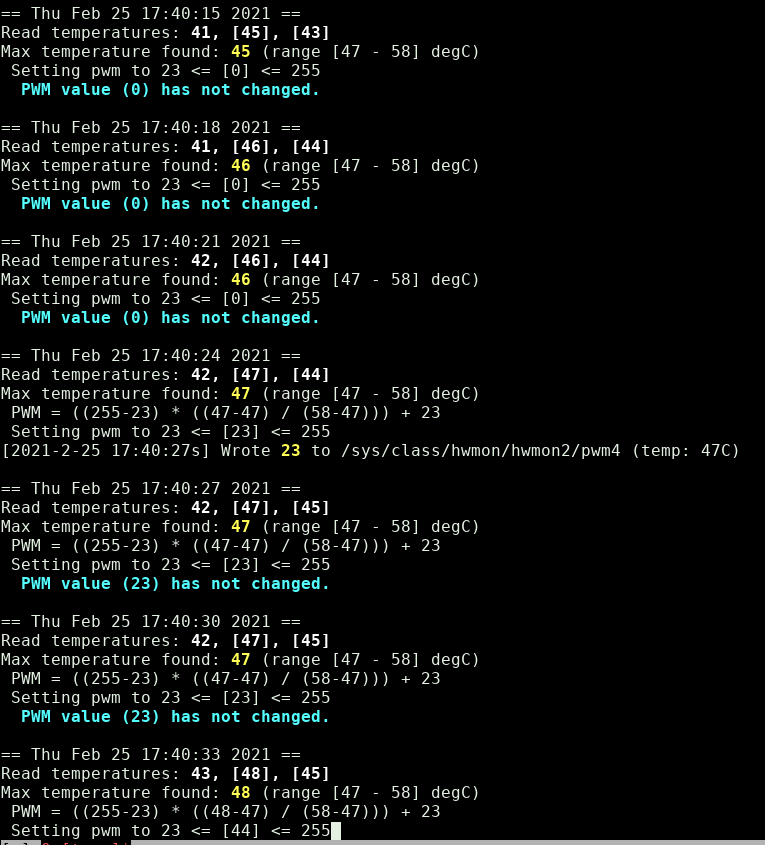 == Thu Feb 25 17:40:15 2021 ==
Read temperatures: 41, [45], [43]
Max temperature found: 45 (range [47 - 58] degC)
 Setting pwm to 23 <= [0] <= 255
  PWM value (0) has not changed.

== Thu Feb 25 17:40:18 2021 ==
Read temperatures: 41, [46], [44]
Max temperature found: 46 (range [47 - 58] degC)
 Setting pwm to 23 <= [0] <= 255
  PWM value (0) has not changed.

== Thu Feb 25 17:40:21 2021 ==
Read temperatures: 42, [46], [44]
Max temperature found: 46 (range [47 - 58] degC)
 Setting pwm to 23 <= [0] <= 255
  PWM value (0) has not changed.

== Thu Feb 25 17:40:24 2021 ==
Read temperatures: 42, [47], [44]
Max temperature found: 47 (range [47 - 58] degC)
 PWM = ((255-23) * ((47-47) / (58-47))) + 23
 Setting pwm to 23 <= [23] <= 255
[2021-2-25 17:40:27s] Wrote 23 to /sys/class/hwmon/hwmon2/pwm4 (temp: 47C)

== Thu Feb 25 17:40:27 2021 ==
Read temperatures: 42, [47], [45]
Max temperature found: 47 (range [47 - 58] degC)
 PWM = ((255-23) * ((47-47) / (58-47))) + 23
 Setting pwm to 23 <= [23] <= 255
  PWM value (23) has not changed.

== Thu Feb 25 17:40:30 2021 ==
Read temperatures: 42, [47], [45]
Max temperature found: 47 (range [47 - 58] degC)
 PWM = ((255-23) * ((47-47) / (58-47))) + 23
 Setting pwm to 23 <= [23] <= 255
  PWM value (23) has not changed.

== Thu Feb 25 17:40:33 2021 ==
Read temperatures: 43, [48], [45]
Max temperature found: 48 (range [47 - 58] degC)
 PWM = ((255-23) * ((48-47) / (58-47))) + 23
 Setting pwm to 23 <= [44] <= 255